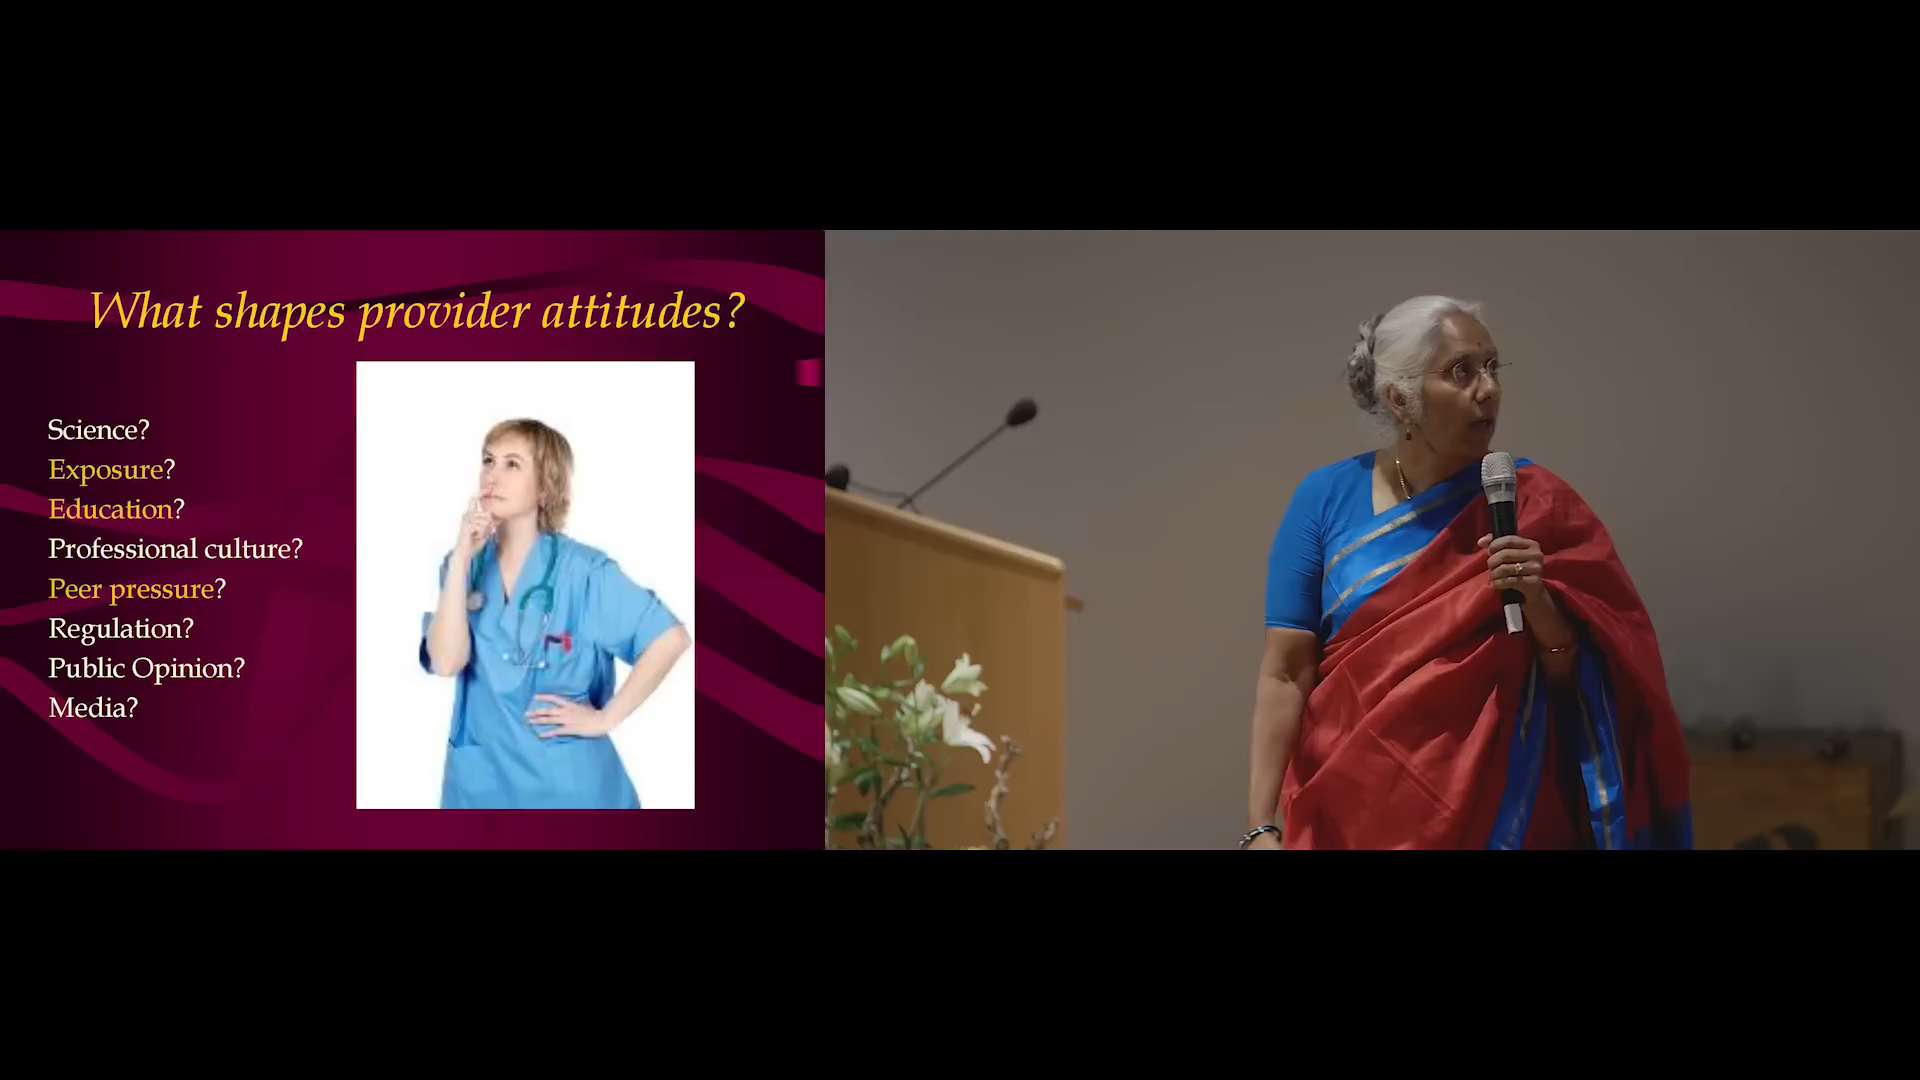 What shapes provider attitudes?
Science?
Exposure?
Education?
Professional culture?
Peer pressure?
Regulation?
Public Opinion?
Media?